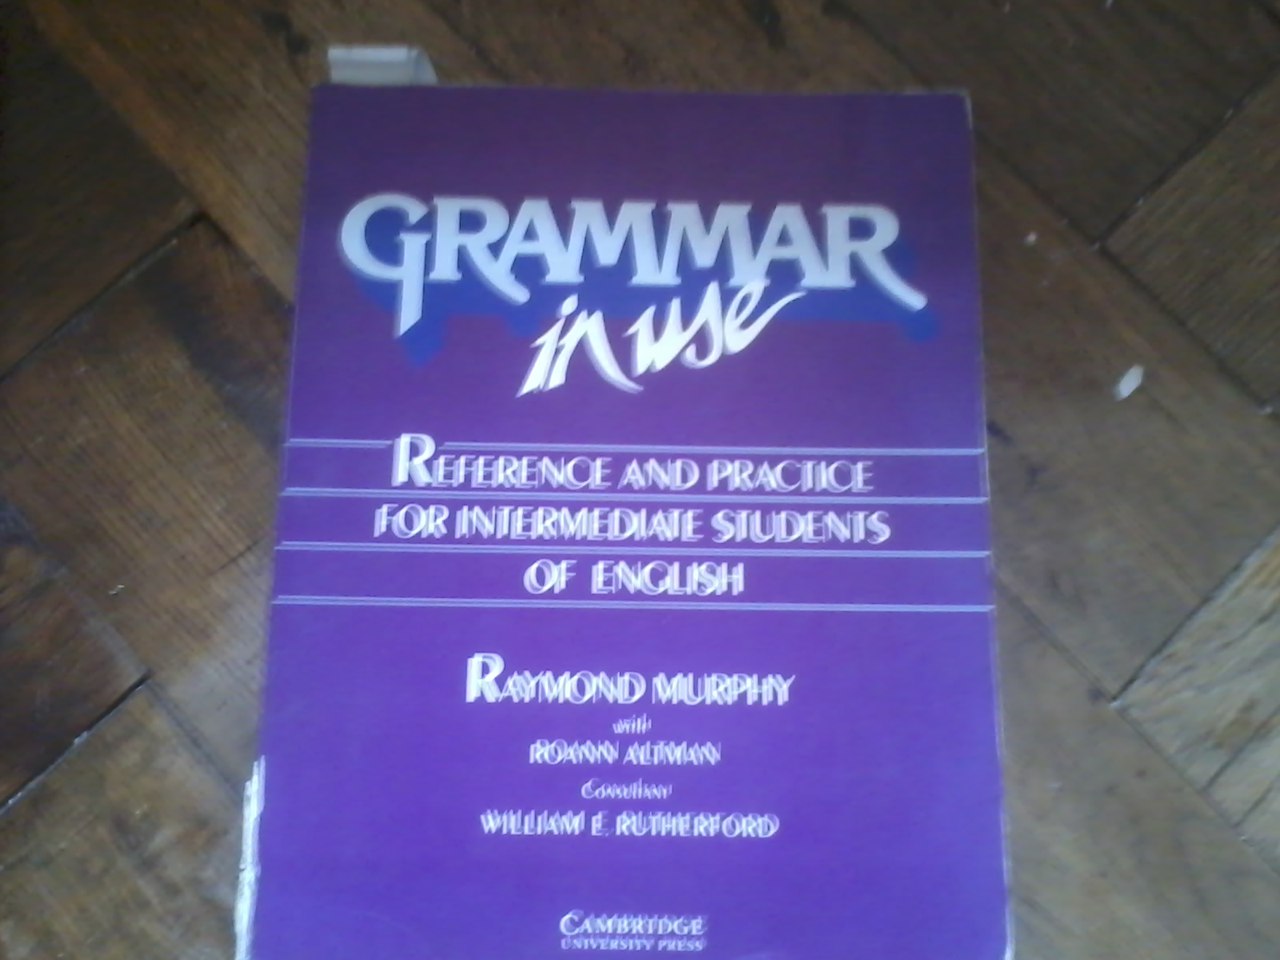 GRAMMAR
in use
REFERENCE AND PRACTICE
FOR INTERMEDIATE STUDENTS
OF ENGLISH
RAYMOND MURPHY
with
ROANN ALTMAN
Consultant
WILLIAM E. RUTHERFORD
CAMBRIDGE
UNIVERSITY PRESS